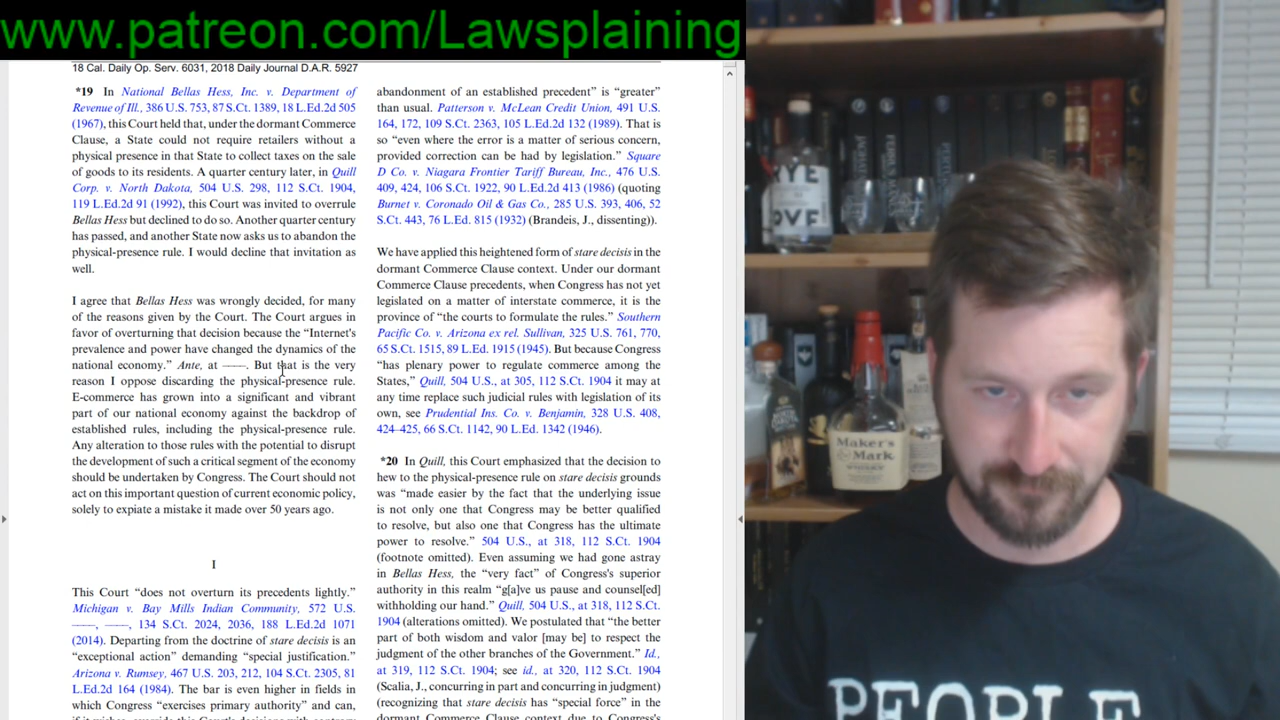 www.patreon.com/Lawsplaining
18 Cal. Daily Op. Serv. 6031, 2018 Daily Journal D.A.R. 5927
*19 In National Bellas Hess, Inc. v. Department of
Revenue of Ill., 386 U.S. 753, 87 S.Ct. 1389, 18 L.Ed.2d 505
(1967), this Court held that, under the dormant Commerce
Clause, a State could not require retailers without a
physical presence in that State to collect taxes on the sale
of goods to its residents. A quarter century later, in Quill
Corp. v. North Dakota, 504 U.S. 298, 112 S.Ct. 1904,
119 L.Ed.2d 91 (1992), this Court was invited to overrule
Bellas Hess but declined to do so. Another quarter century
has passed, and another State now asks us to abandon the
physical-presence rule. I would decline that invitation as
well.
I agree that Bellas Hess was wrongly decided, for many
of the reasons given by the Court. The Court argues in
favor of overturning that decision because the “Internet's
prevalence and power have changed the dynamics of the
national economy.” Ante, at ——. But that is the very
reason I oppose discarding the physical-presence rule.
E-commerce has grown into a significant and vibrant
part of our national economy against the backdrop of
established rules, including the physical-presence rule.
Any alteration to those rules with the potential to disrupt
the development of such a critical segment of the economy
should be undertaken by Congress. The Court should not
act on this important question of current economic policy,
solely to expiate a mistake it made over 50 years ago.
I
This Court “does not overturn its precedents lightly.”
Michigan v. Bay Mills Indian Community, 572 U.S.
——, ——, 134 S.Ct. 2024, 2036, 188 L.Ed.2d 1071
(2014). Departing from the doctrine of stare decisis is an
“exceptional action” demanding “special justification.”
Arizona v. Rumsey, 467 U.S. 203, 212, 104 S.Ct. 2305, 81
L.Ed.2d 164 (1984). The bar is even higher in fields in
which Congress “exercises primary authority” and can,
if it wishes, override this Court's decisions with contrary
abandonment of an established precedent” is “greater”
than usual. Patterson v. McLean Credit Union, 491 U.S.
164, 172, 109 S.Ct. 2363, 105 L.Ed.2d 132 (1989). That is
so “even where the error is a matter of serious concern,
provided correction can be had by legislation.” Square
D Co. v. Niagara Frontier Tariff Bureau, Inc., 476 U.S.
409, 424, 106 S.Ct. 1922, 90 L.Ed.2d 413 (1986) (quoting
Burnet v. Coronado Oil & Gas Co., 285 U.S. 393, 406, 52
S.Ct. 443, 76 L.Ed. 815 (1932) (Brandeis, J., dissenting)).
We have applied this heightened form of stare decisis in the
dormant Commerce Clause context. Under our dormant
Commerce Clause precedents, when Congress has not yet
legislated on a matter of interstate commerce, it is the
province of “the courts to formulate the rules.” Southern
Pacific Co. v. Arizona ex rel. Sullivan, 325 U.S. 761, 770,
65 S.Ct. 1515, 89 L.Ed. 1915 (1945). But because Congress
“has plenary power to regulate commerce among the
States,” Quill, 504 U.S., at 305, 112 S.Ct. 1904 it may at
any time replace such judicial rules with legislation of its
own, see Prudential Ins. Co. v. Benjamin, 328 U.S. 408,
424–425, 66 S.Ct. 1142, 90 L.Ed. 1342 (1946).
*20 In Quill, this Court emphasized that the decision to
hew to the physical-presence rule on stare decisis grounds
was “made easier by the fact that the underlying issue
is not only one that Congress may be better qualified
to resolve, but also one that Congress has the ultimate
power to resolve.” 504 U.S., at 318, 112 S.Ct. 1904
(footnote omitted). Even assuming we had gone astray
in Bellas Hess, the “very fact” of Congress's superior
authority in this realm “g[a]ve us pause and counsel[ed]
withholding our hand.” Quill, 504 U.S., at 318, 112 S.Ct.
1904 (alterations omitted). We postulated that “the better
part of both wisdom and valor [may be] to respect the
judgment of the other branches of the Government.” Id.,
at 319, 112 S.Ct. 1904; see id., at 320, 112 S.Ct. 1904
(Scalia, J., concurring in part and concurring in judgment)
(recognizing that stare decisis has “special force” in the
dormant Commerce Clause context due to Congress's
RYE
Maker's
Mark
PEOPLE